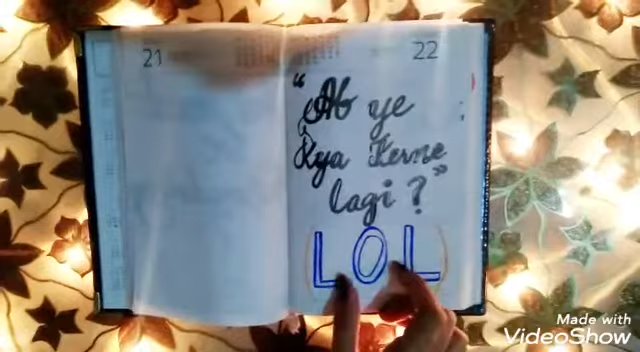 21
22
"Ab ye
Kya Kerne
lagi ?"
(LOL)
Made with
VideoShow